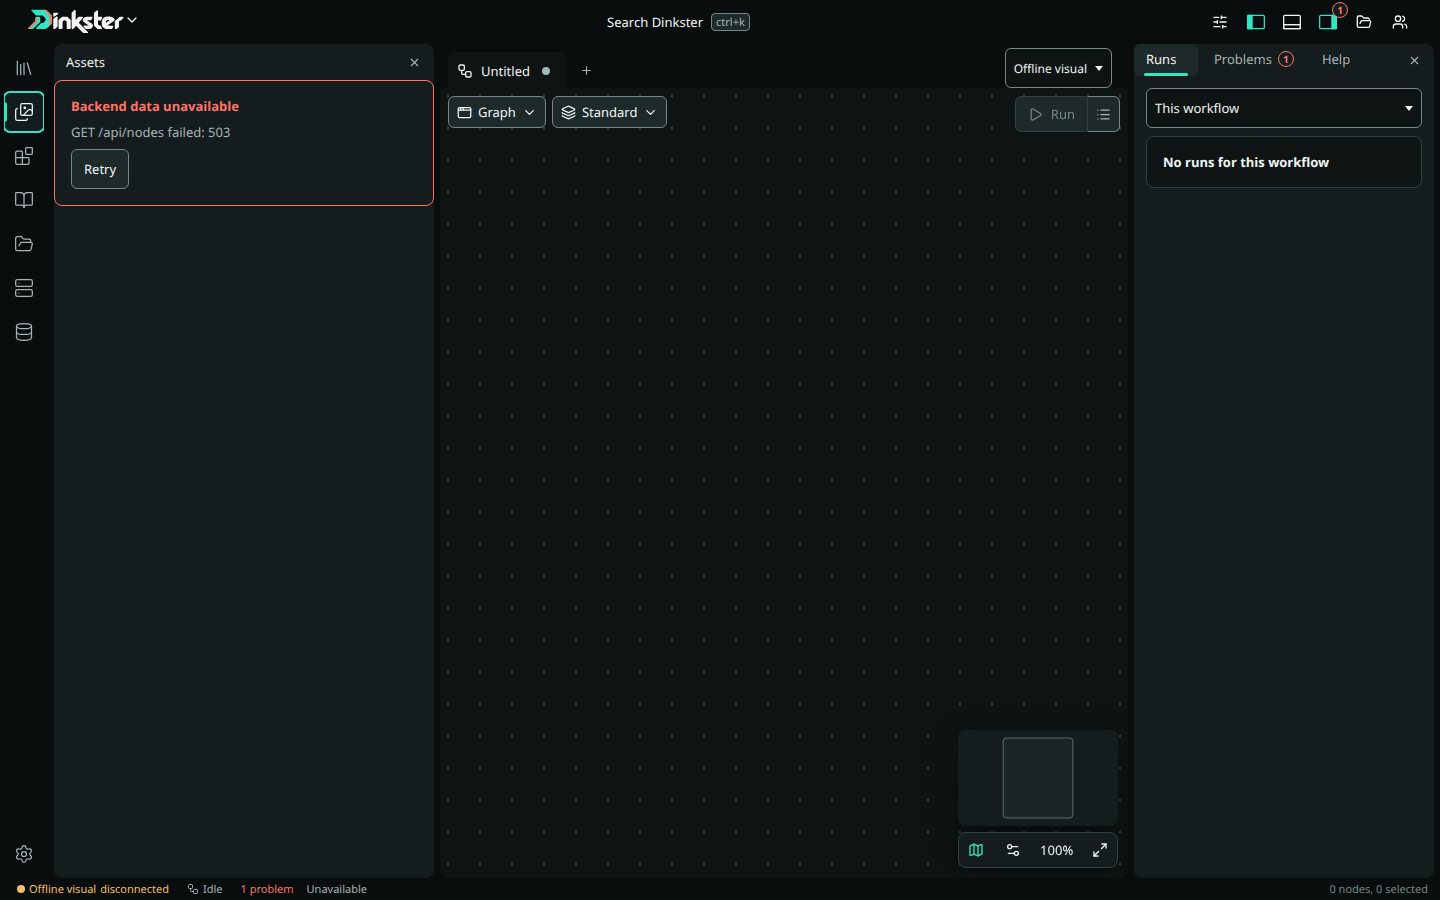 Dinkster
Search Dinkster ctrl+k
1
Assets
Backend data unavailable
GET /api/nodes failed: 503
Retry
Untitled
Offline visual
Graph
Standard
Run
Runs
Problems 1
Help
This workflow
No runs for this workflow
100%
Offline visual disconnected
Idle
1 problem
Unavailable
0 nodes, 0 selected